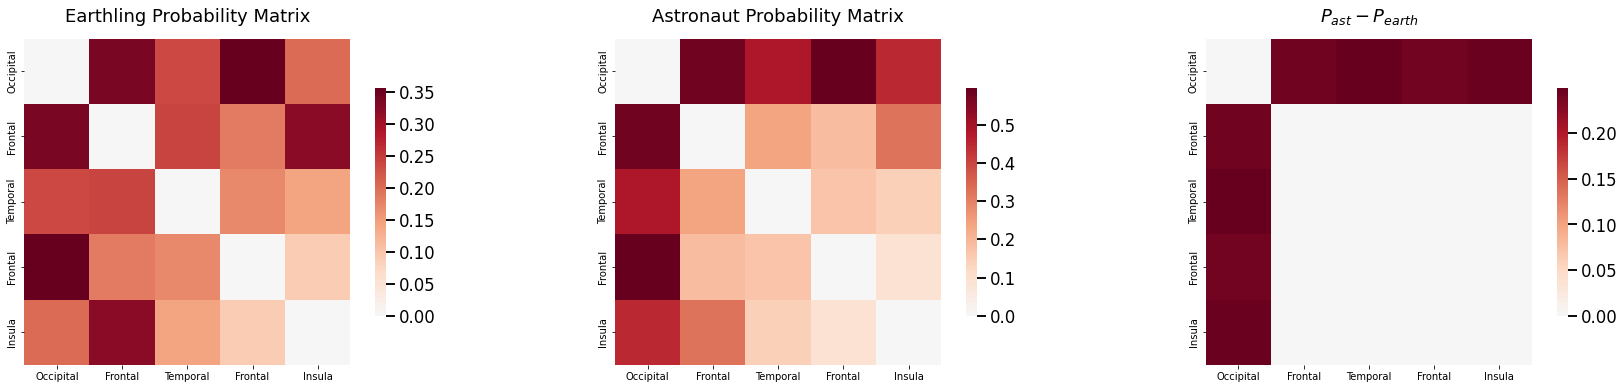 Earthling Probability Matrix
Occipital
Frontal
Temporal
Frontal
Insula
Occipital Frontal Temporal Frontal Insula
0.35
0.30
0.25
0.20
0.15
0.10
0.05
0.00
Astronaut Probability Matrix
Occipital
Frontal
Temporal
Frontal
Insula
Occipital Frontal Temporal Frontal Insula
0.5
0.4
0.3
0.2
0.1
0.0
P_ast − P_earth
Occipital
Frontal
Temporal
Frontal
Insula
Occipital Frontal Temporal Frontal Insula
0.20
0.15
0.10
0.05
0.00